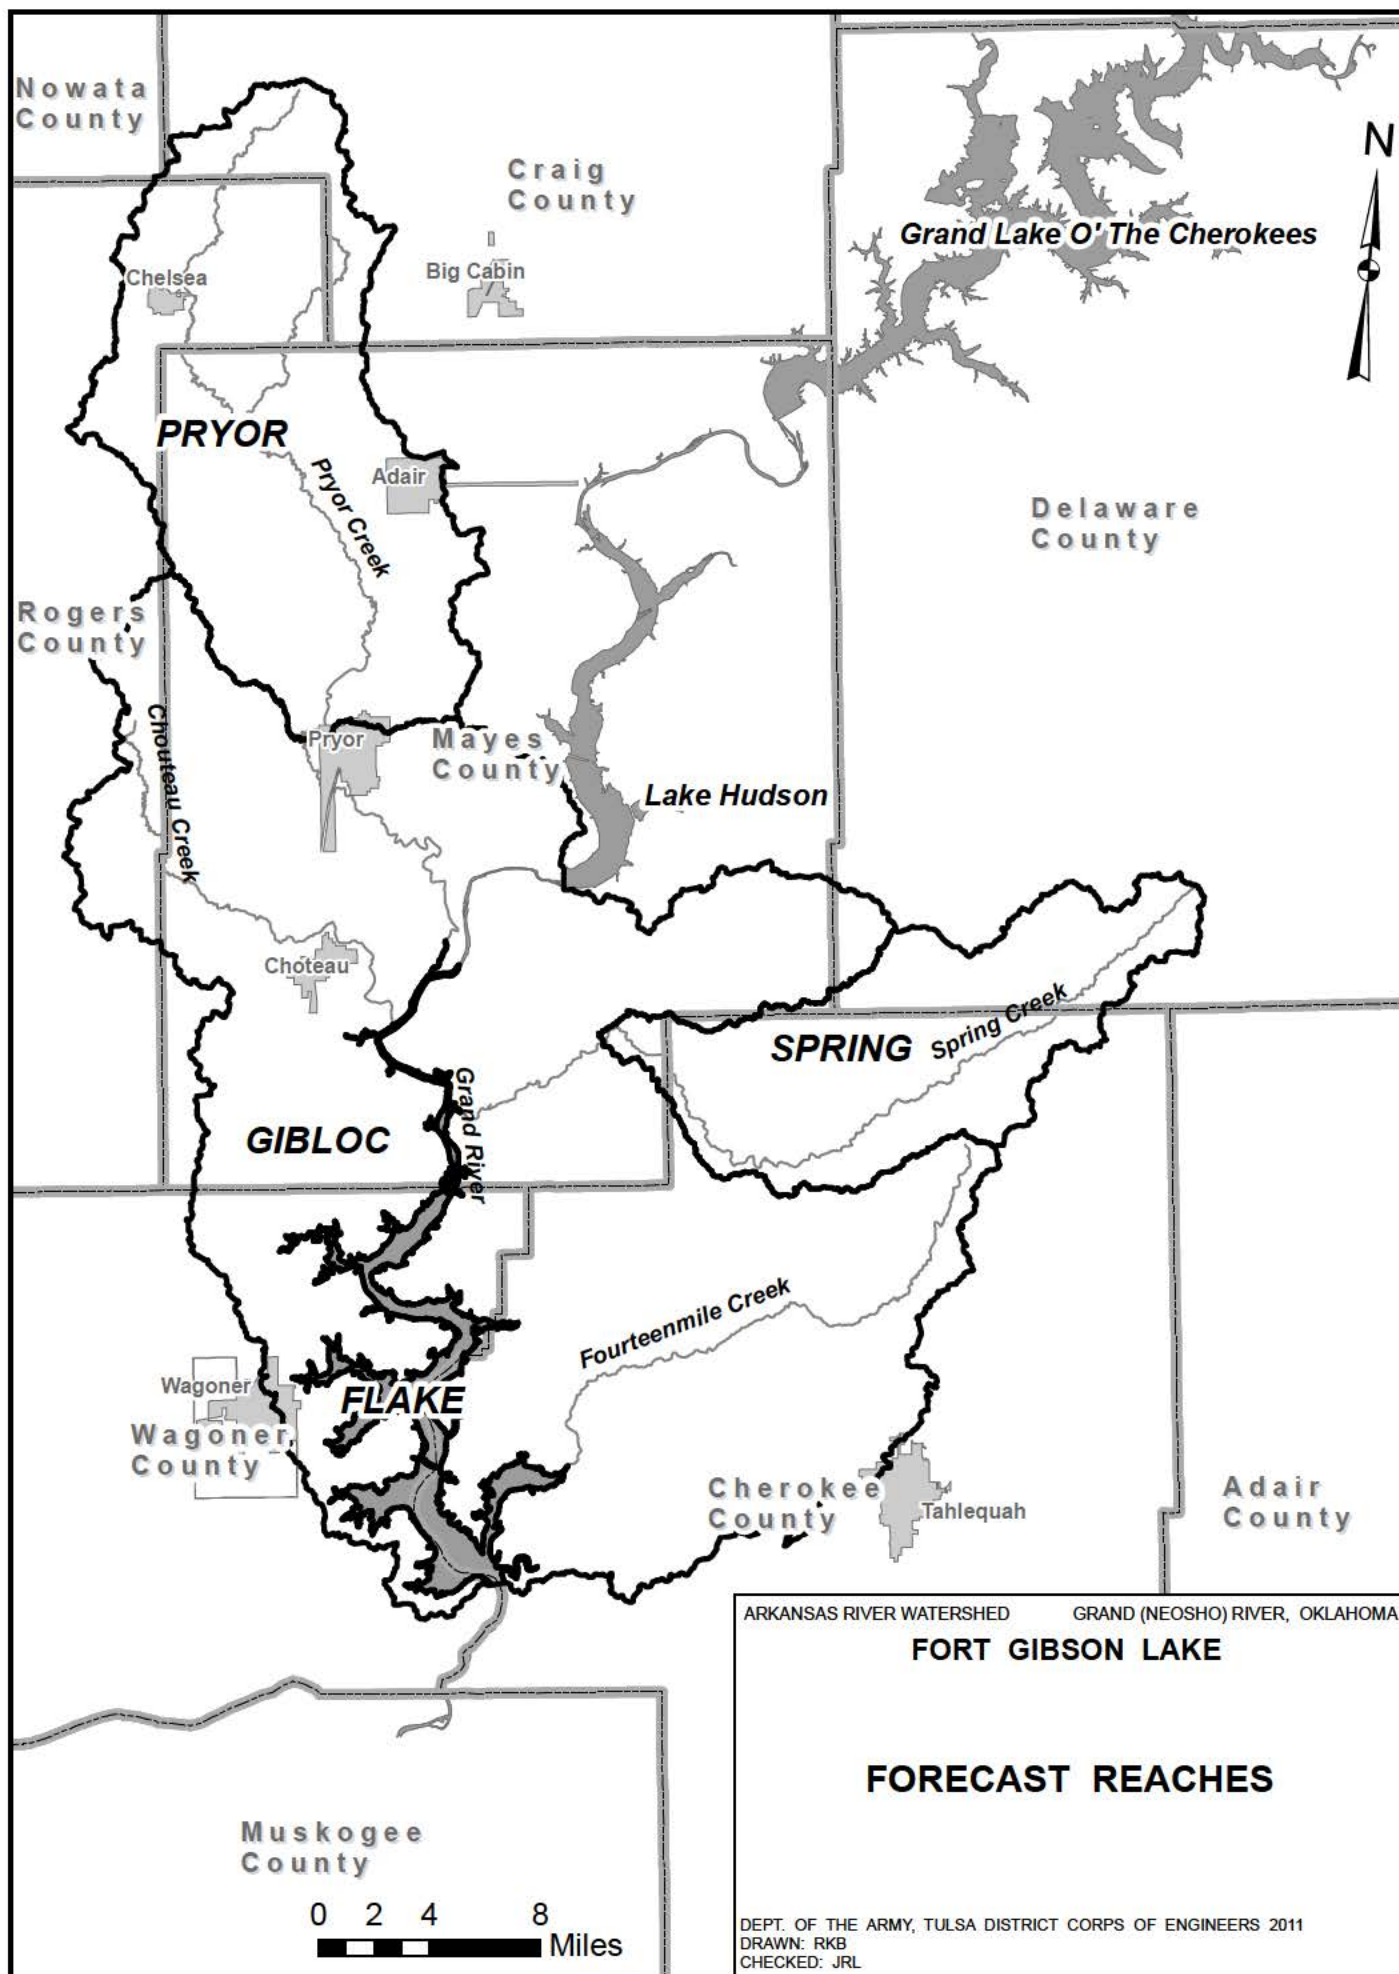 Nowata
County
Craig
County
N
Grand Lake O' The Cherokees
Chelsea
Big Cabin
PRYOR
Pryor Creek
Adair
Delaware
County
Rogers
County
Chouteau Creek
Pryor
Mayes
County
Lake Hudson
Choteau
SPRING
Spring Creek
Grand River
GIBLOC
Fourteenmile Creek
Wagoner
FLAKE
Wagoner
County
Cherokee
County
Tahlequah
Adair
County
ARKANSAS RIVER WATERSHED GRAND (NEOSHO) RIVER, OKLAHOMA
FORT GIBSON LAKE
FORECAST REACHES
Muskogee
County
0 2 4 8
Miles
DEPT. OF THE ARMY, TULSA DISTRICT CORPS OF ENGINEERS 2011
DRAWN: RKB
CHECKED: JRL